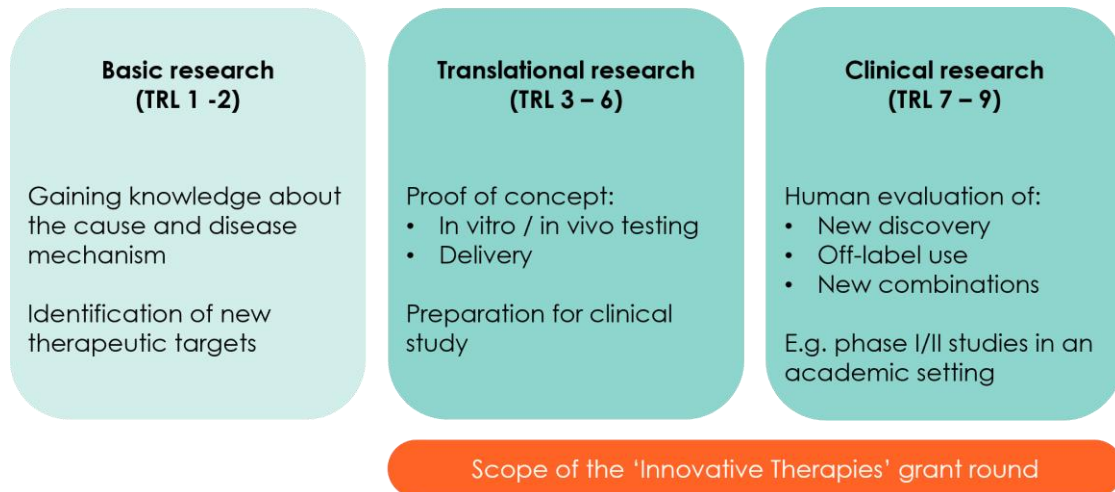 Basic research
(TRL 1 -2)
Gaining knowledge about
the cause and disease
mechanism
Identification of new
therapeutic targets
Translational research
(TRL 3 – 6)
Proof of concept:
• In vitro / in vivo testing
• Delivery
Preparation for clinical
study
Clinical research
(TRL 7 – 9)
Human evaluation of:
• New discovery
• Off-label use
• New combinations
E.g. phase I/II studies in an
academic setting
Scope of the ‘Innovative Therapies’ grant round